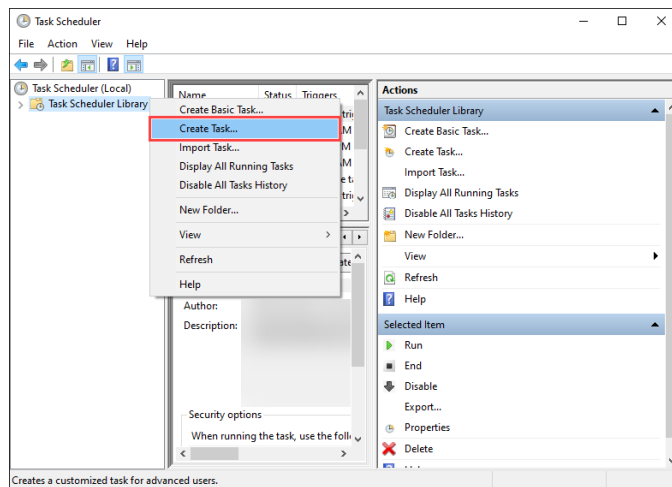 Task Scheduler
File Action View Help
Task Scheduler (Local)
Task Scheduler Library
Name Status Triggers
Create Basic Task...
Create Task...
Import Task...
Display All Running Tasks
Disable All Tasks History
New Folder...
View
Refresh
Help
Author:
Description:
Security options
When running the task, use the
Actions
Task Scheduler Library
Create Basic Task...
Create Task...
Import Task...
Display All Running Tasks
Disable All Tasks History
New Folder...
View
Refresh
Help
Selected Item
Run
End
Disable
Export...
Properties
Delete
Creates a customized task for advanced users.